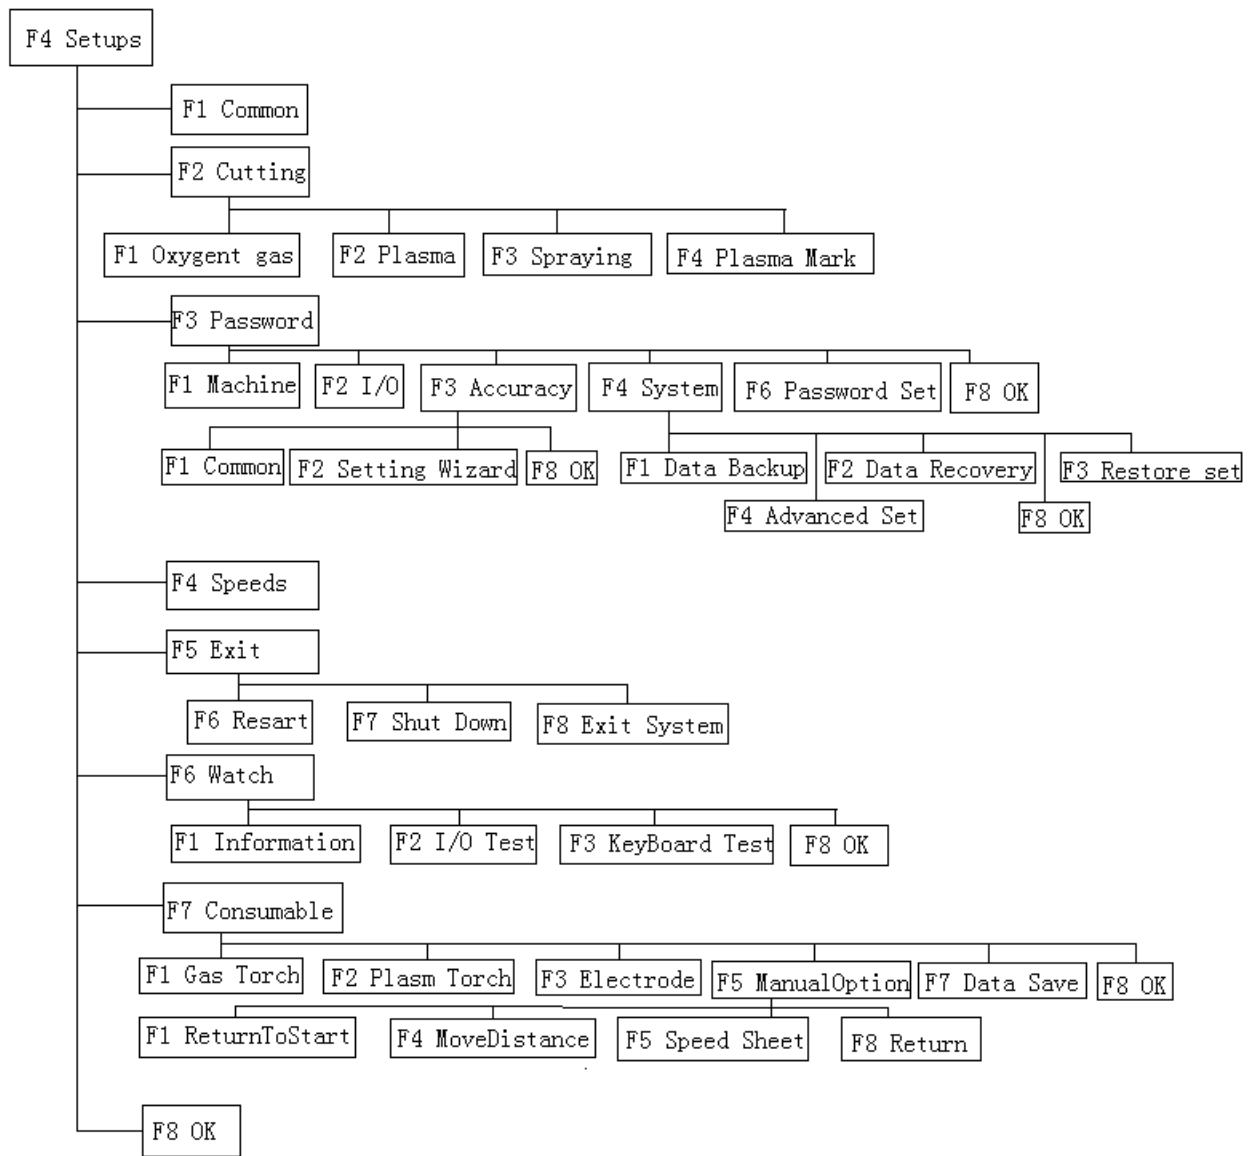 F4 Setups
F1 Common
F2 Cutting
F1 Oxygent gas
F2 Plasma
F3 Spraying
F4 Plasma Mark
F3 Password
F1 Machine
F2 I/O
F3 Accuracy
F4 System
F6 Password Set
F8 OK
F1 Common
F2 Setting Wizard
F8 OK
F1 Data Backup
F2 Data Recovery
F3 Restore set
F4 Advanced Set
F8 OK
F4 Speeds
F5 Exit
F6 Resart
F7 Shut Down
F8 Exit System
F6 Watch
F1 Information
F2 I/O Test
F3 KeyBoard Test
F8 OK
F7 Consumable
F1 Gas Torch
F2 Plasm Torch
F3 Electrode
F5 ManualOption
F7 Data Save
F8 OK
F1 ReturnToStart
F4 MoveDistance
F5 Speed Sheet
F8 Return
F8 OK